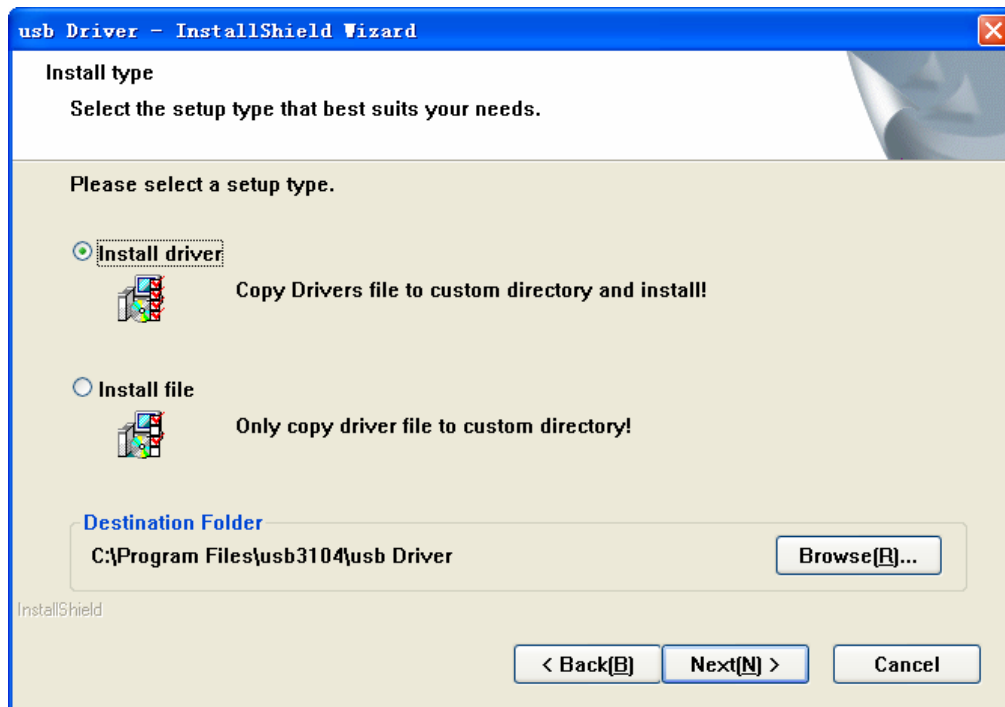 usb Driver - InstallShield Wizard
Install type
Select the setup type that best suits your needs.
Please select a setup type.
Install driver
Copy Drivers file to custom directory and install!
Install file
Only copy driver file to custom directory!
Destination Folder
C:\Program Files\usb3104\usb Driver
Browse(R)...
InstallShield
< Back(B)
Next(N) >
Cancel